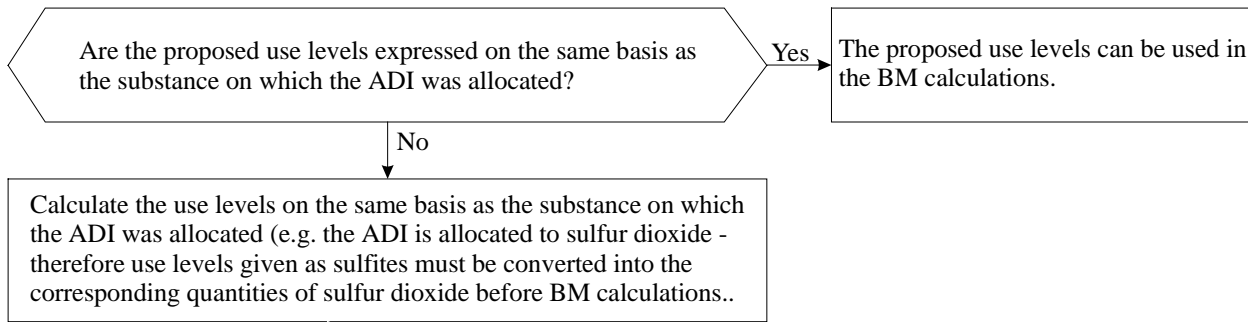 Are the proposed use levels expressed on the same basis as
the substance on which the ADI was allocated?
Yes
The proposed use levels can be used in
the BM calculations.
No
Calculate the use levels on the same basis as the substance on which
the ADI was allocated (e.g. the ADI is allocated to sulfur dioxide -
therefore use levels given as sulfites must be converted into the
corresponding quantities of sulfur dioxide before BM calculations..